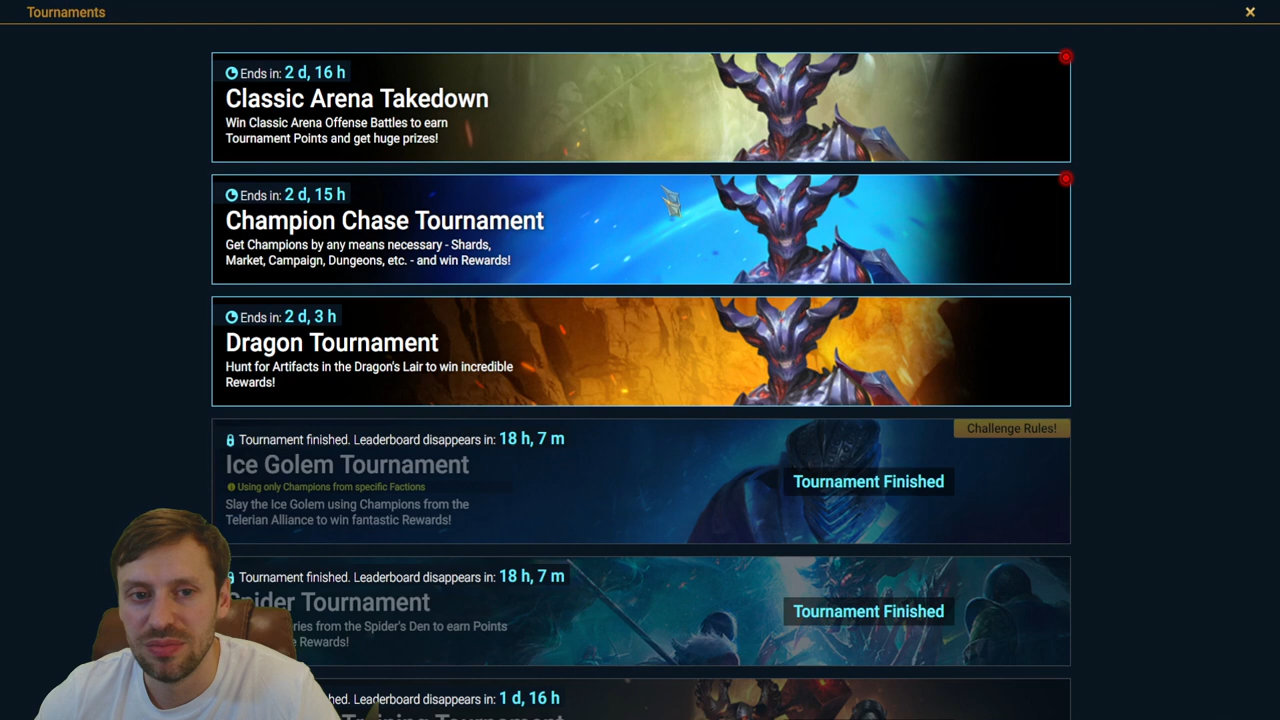 Tournaments
Ends in: 2 d, 16 h
Classic Arena Takedown
Win Classic Arena Offense Battles to earn
Tournament Points and get huge prizes!
Ends in: 2 d, 15 h
Champion Chase Tournament
Get Champions by any means necessary - Shards,
Market, Campaign, Dungeons, etc. - and win Rewards!
Ends in: 2 d, 3 h
Dragon Tournament
Hunt for Artifacts in the Dragon's Lair to win incredible
Rewards!
Tournament finished. Leaderboard disappears in: 18 h, 7 m
Challenge Rules!
Ice Golem Tournament
Tournament Finished
Using only Champions from specific Factions
Slay the Ice Golem using Champions from the
Telerian Alliance to win fantastic Rewards!
Tournament finished. Leaderboard disappears in: 18 h, 7 m
Spider Tournament
Tournament Finished
from the Spider's Den to earn Points
Rewards!
Leaderboard disappears in: 1 d, 16 h
Training Tournament